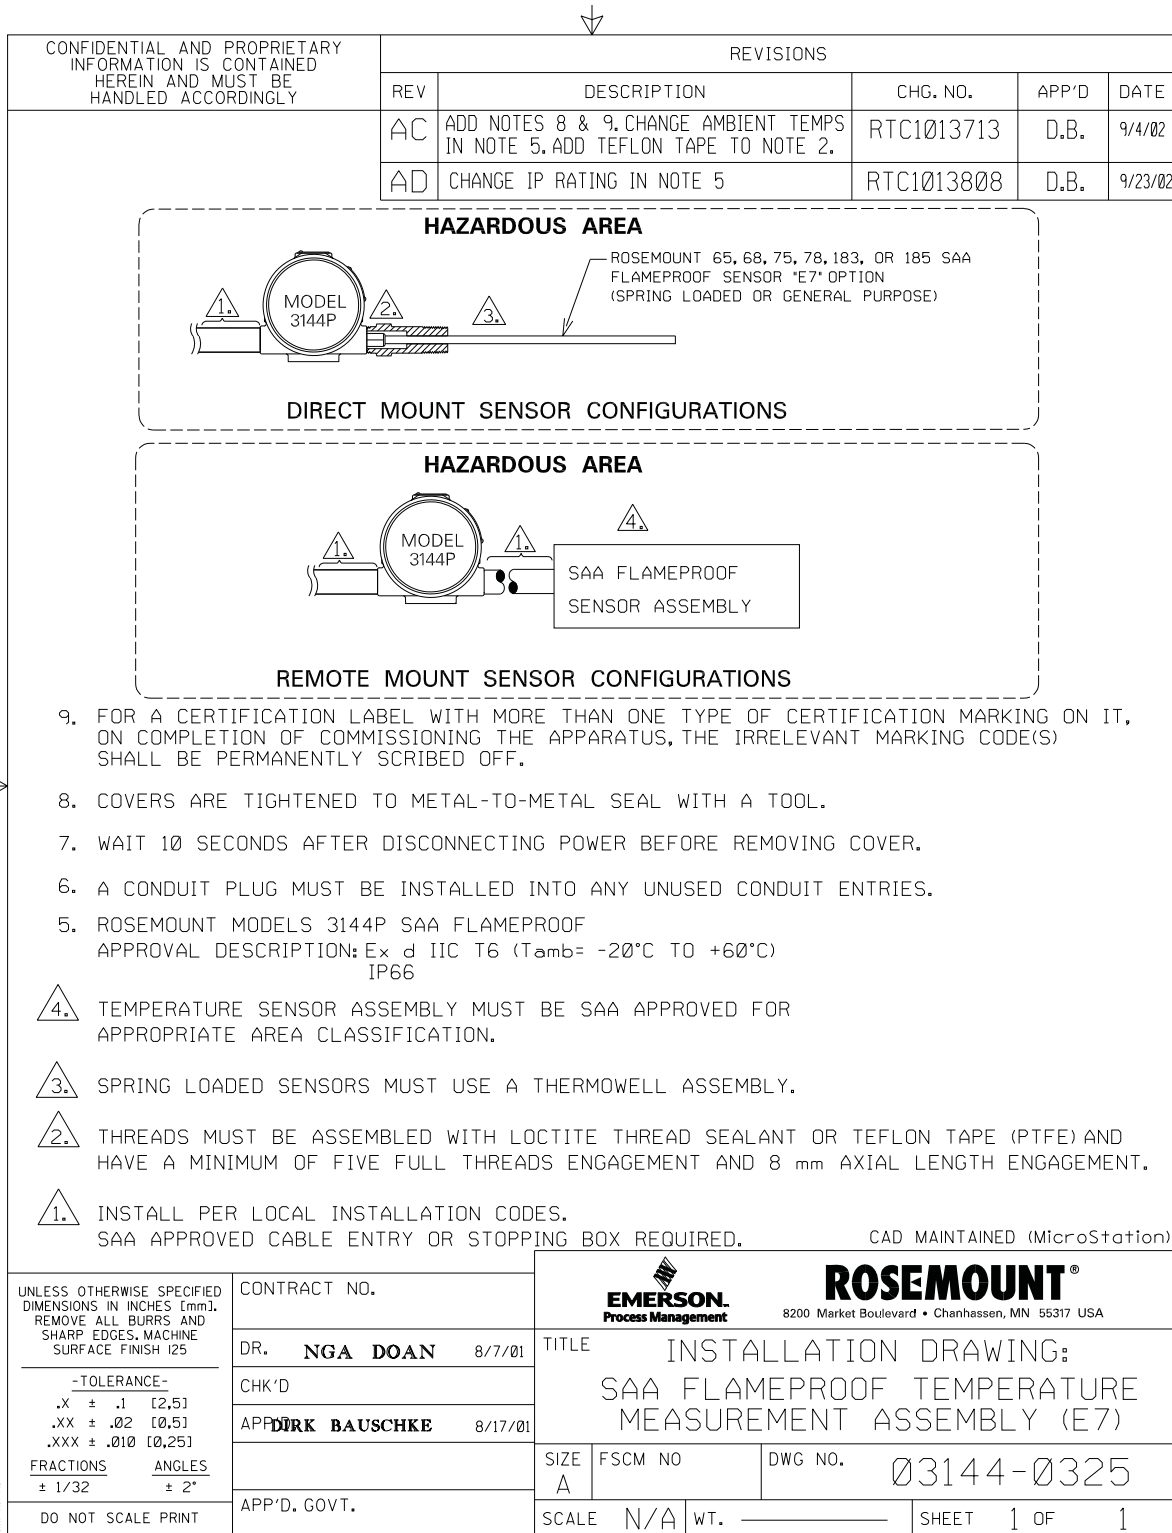 CONFIDENTIAL AND PROPRIETARY
INFORMATION IS CONTAINED
HEREIN AND MUST BE
HANDLED ACCORDINGLY
REVISIONS
REV DESCRIPTION CHG. NO. APP'D DATE
AC ADD NOTES 8 & 9. CHANGE AMBIENT TEMPS
IN NOTE 5. ADD TEFLON TAPE TO NOTE 2.
RTC1013713 D.B. 9/4/02
AD CHANGE IP RATING IN NOTE 5 RTC1013808 D.B. 9/23/02
HAZARDOUS AREA
ROSEMOUNT 65, 68, 75, 78, 183, OR 185 SAA
FLAMEPROOF SENSOR "E7" OPTION
(SPRING LOADED OR GENERAL PURPOSE)
1. MODEL 2. 3.
3144P
DIRECT MOUNT SENSOR CONFIGURATIONS
HAZARDOUS AREA
4.
1. MODEL 1.
3144P
SAA FLAMEPROOF
SENSOR ASSEMBLY
REMOTE MOUNT SENSOR CONFIGURATIONS
9. FOR A CERTIFICATION LABEL WITH MORE THAN ONE TYPE OF CERTIFICATION MARKING ON IT,
ON COMPLETION OF COMMISSIONING THE APPARATUS, THE IRRELEVANT MARKING CODE(S)
SHALL BE PERMANENTLY SCRIBED OFF.
8. COVERS ARE TIGHTENED TO METAL-TO-METAL SEAL WITH A TOOL.
7. WAIT 10 SECONDS AFTER DISCONNECTING POWER BEFORE REMOVING COVER.
6. A CONDUIT PLUG MUST BE INSTALLED INTO ANY UNUSED CONDUIT ENTRIES.
5. ROSEMOUNT MODELS 3144P SAA FLAMEPROOF
APPROVAL DESCRIPTION: Ex d IIC T6 (Tamb= -20°C TO +60°C)
IP66
4. TEMPERATURE SENSOR ASSEMBLY MUST BE SAA APPROVED FOR
APPROPRIATE AREA CLASSIFICATION.
3. SPRING LOADED SENSORS MUST USE A THERMOWELL ASSEMBLY.
2. THREADS MUST BE ASSEMBLED WITH LOCTITE THREAD SEALANT OR TEFLON TAPE (PTFE) AND
HAVE A MINIMUM OF FIVE FULL THREADS ENGAGEMENT AND 8 mm AXIAL LENGTH ENGAGEMENT.
1. INSTALL PER LOCAL INSTALLATION CODES.
SAA APPROVED CABLE ENTRY OR STOPPING BOX REQUIRED.
CAD MAINTAINED (MicroStation)
UNLESS OTHERWISE SPECIFIED
DIMENSIONS IN INCHES [mm].
REMOVE ALL BURRS AND
SHARP EDGES. MACHINE
SURFACE FINISH 125
-TOLERANCE-
.X ± .1 [2,5]
.XX ± .02 [0,5]
.XXX ± .010 [0,25]
FRACTIONS ANGLES
± 1/32 ± 2°
DO NOT SCALE PRINT
CONTRACT NO.
DR. NGA DOAN 8/7/01
CHK'D
APP'D. DIRK BAUSCHKE 8/17/01
APP'D. GOVT.
EMERSON.
Process Management
ROSEMOUNT®
8200 Market Boulevard • Chanhassen, MN 55317 USA
TITLE INSTALLATION DRAWING:
SAA FLAMEPROOF TEMPERATURE
MEASUREMENT ASSEMBLY (E7)
SIZE A FSCM NO DWG NO. 03144-0325
SCALE N/A WT. SHEET 1 OF 1